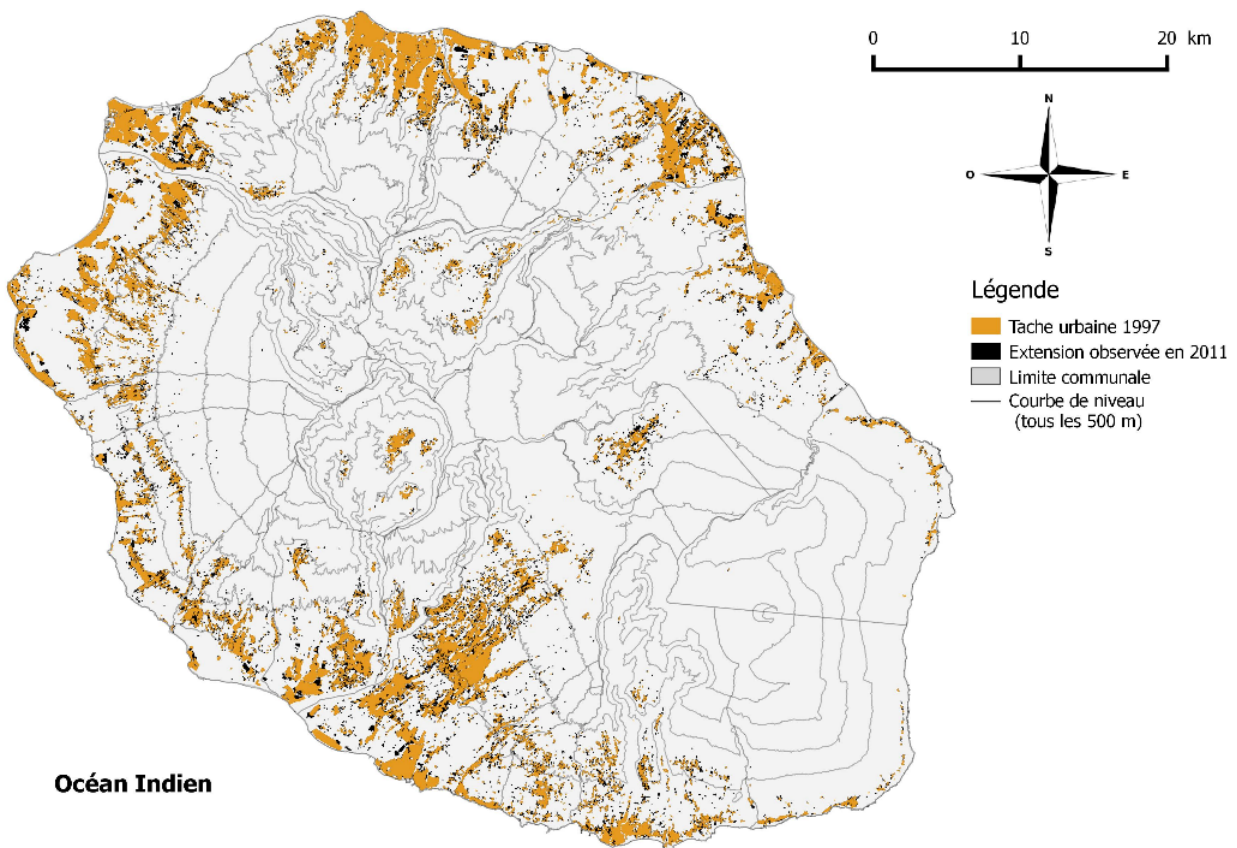 0 10 20 km
N
O E
S
Légende
Tache urbaine 1997
Extension observée en 2011
Limite communale
Courbe de niveau
(tous les 500 m)
Océan Indien